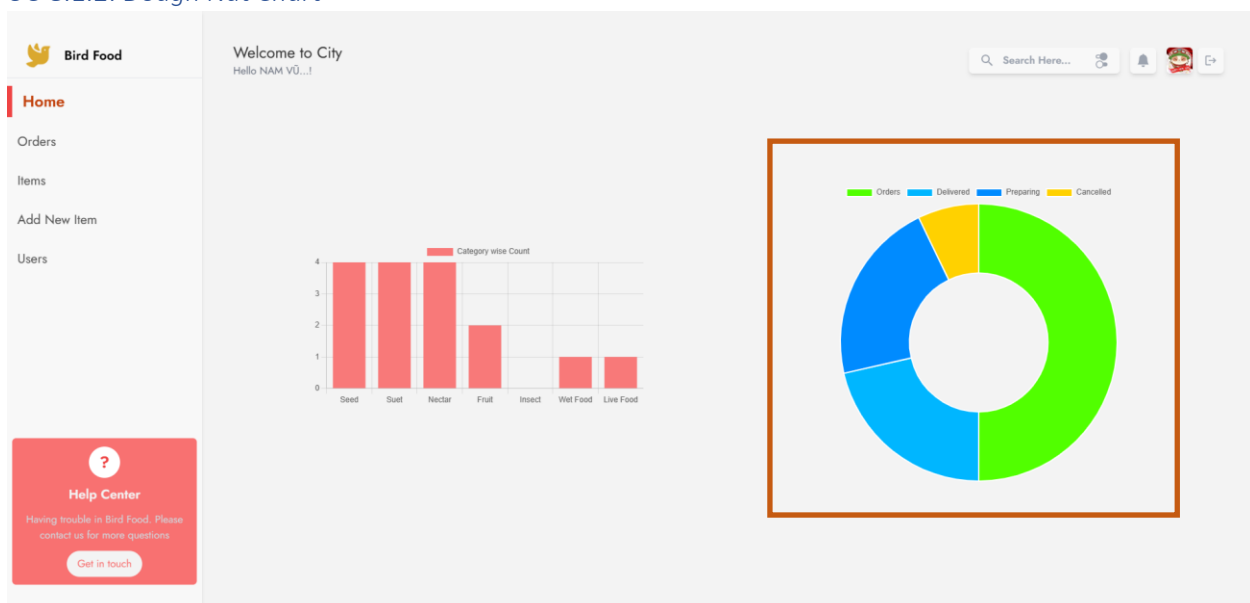 Bird Food
Welcome to City
Hello NAM VŨ...!
Search Here...
Home
Orders
Items
Add New Item
Users
Category wise Count
4
3
2
1
0
Seed Suet Nectar Fruit Insect Wet Food Live Food
Orders Delivered Preparing Cancelled
?
Help Center
Having trouble in Bird Food. Please
contact us for more questions
Get in touch